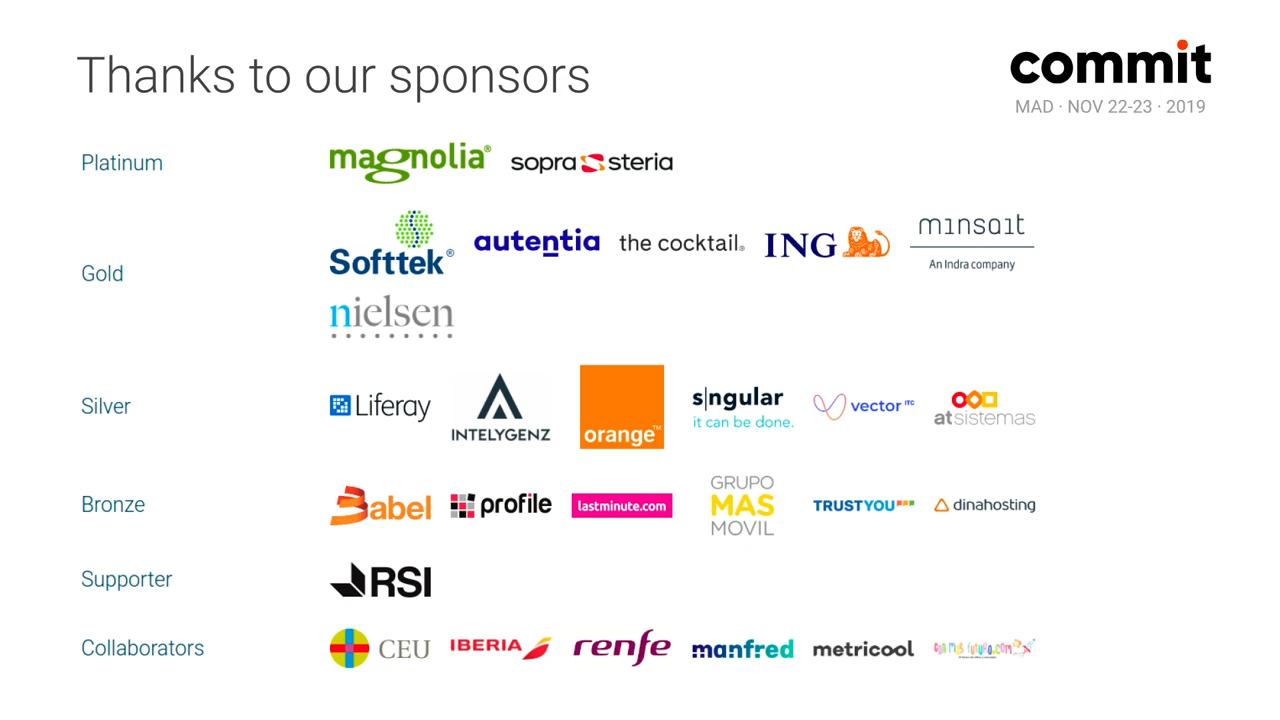 Thanks to our sponsors
commit
MAD · NOV 22-23 · 2019
Platinum
magnolia®
sopra steria
Gold
Softtek®
autentia
the cocktail®
ING
minsait
An Indra company
nielsen
Silver
Liferay
INTELYGENZ
orange™
s|ngular
it can be done.
vector ITC
atsistemas
Bronze
Babel
profile
lastminute.com
GRUPO
MAS
MOVIL
TRUSTYOU
dinahosting
Supporter
RSI
Collaborators
CEU
IBERIA
renfe
manfred
metricool